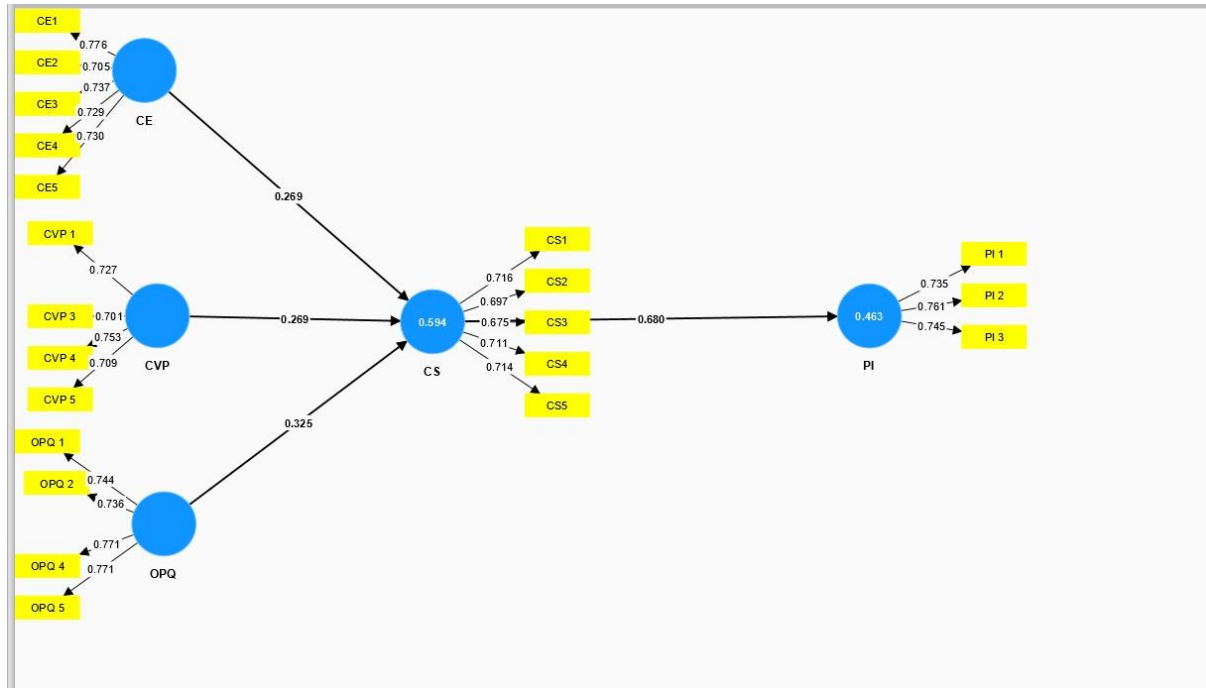 CE1
0.776
CE2
0.705
0.737
CE3
0.729
CE4
0.730
CE5
CE
0.269
CVP 1
0.727
CVP 3
0.701
0.753
CVP 4
0.709
CVP 5
CVP
0.269
OPQ 1
0.744
OPQ 2
0.736
OPQ 4
0.771
0.771
OPQ 5
OPQ
0.325
0.594
CS
CS1
0.716
CS2
0.697
CS3
0.675
0.711
CS4
0.714
CS5
0.680
0.463
PI
PI 1
0.735
PI 2
0.761
0.745
PI 3